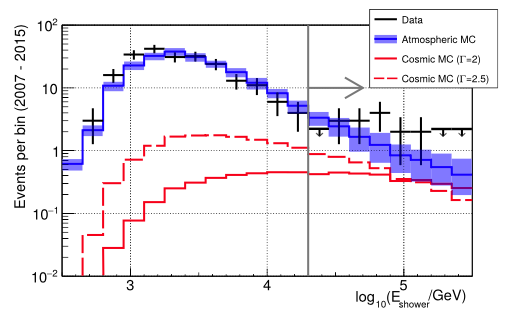 Events per bin (2007 - 2015)
10²
10
1
10⁻¹
10⁻²
Data
Atmospheric MC
Cosmic MC (Γ=2)
Cosmic MC (Γ=2.5)
3
4
5
log₁₀(E_shower/GeV)